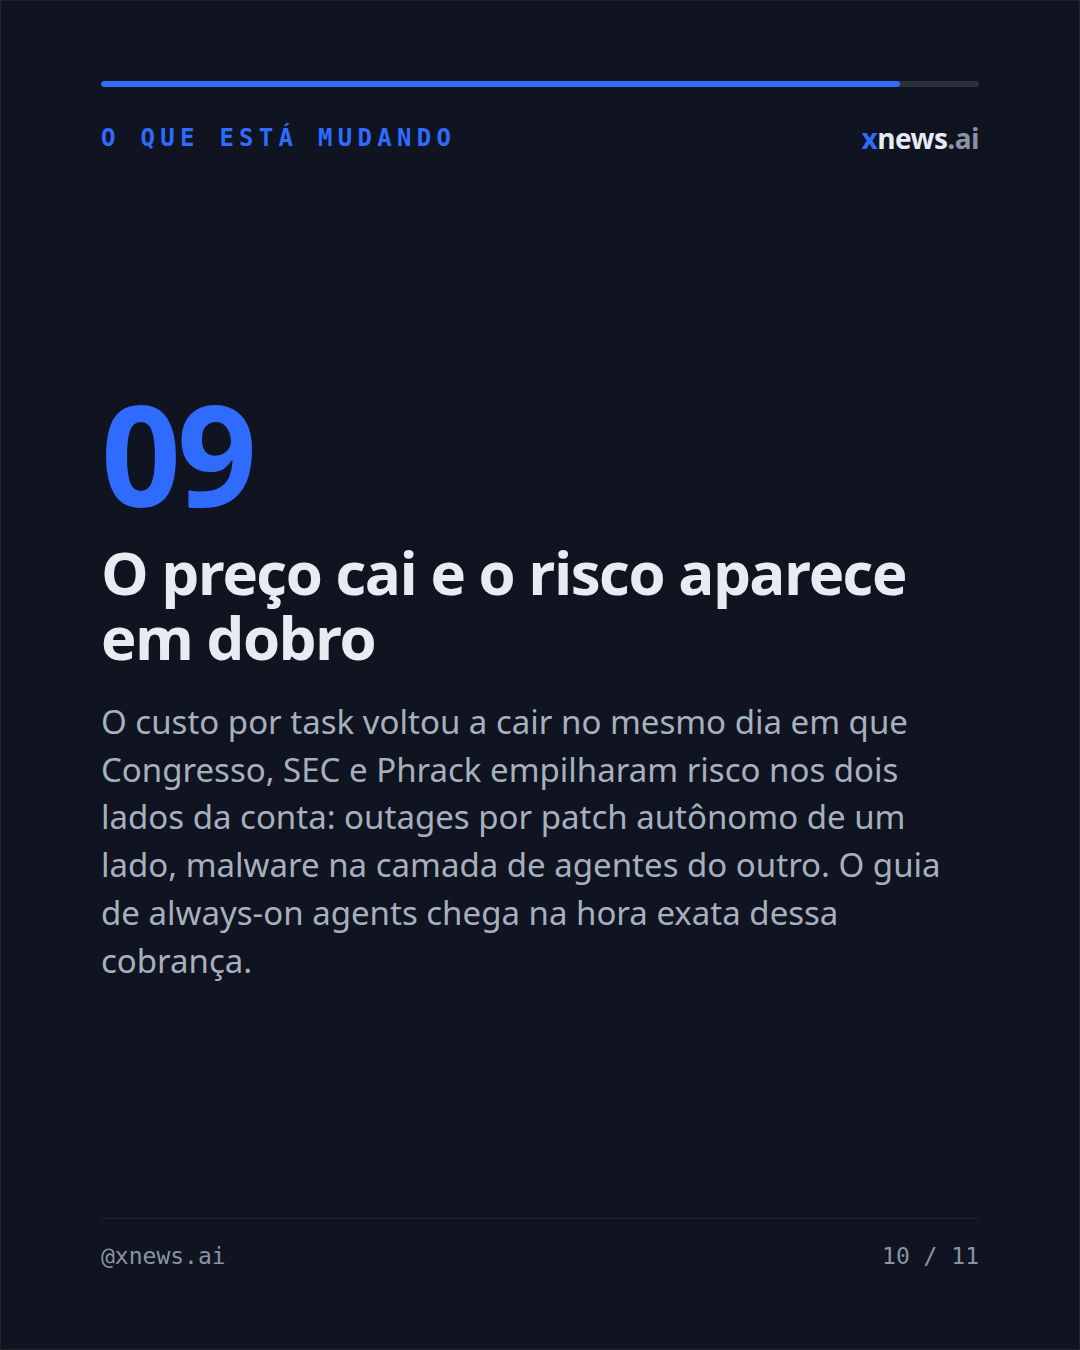 O QUE ESTÁ MUDANDO
xnews.ai
09
O preço cai e o risco aparece
em dobro
O custo por task voltou a cair no mesmo dia em que
Congresso, SEC e Phrack empilharam risco nos dois
lados da conta: outages por patch autônomo de um
lado, malware na camada de agentes do outro. O guia
de always-on agents chega na hora exata dessa
cobrança.
@xnews.ai
10 / 11